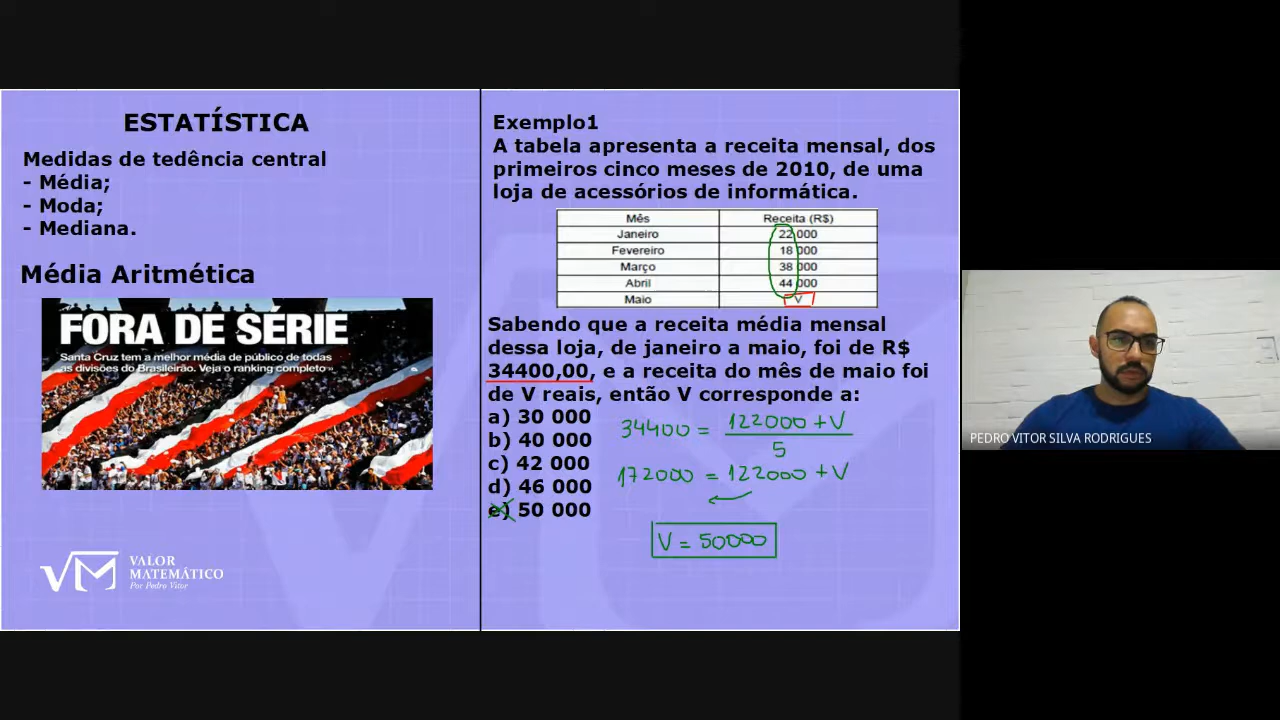 ESTATÍSTICA
Medidas de tedência central
- Média;
- Moda;
- Mediana.
Média Aritmética
FORA DE SÉRIE
Santa Cruz tem a melhor média de público de todas
as divisões do Brasileirão. Veja o ranking completo »
VALOR
MATEMÁTICO
Por Pedro Vitor
Exemplo1
A tabela apresenta a receita mensal, dos
primeiros cinco meses de 2010, de uma
loja de acessórios de informática.
Mês Receita (R$)
Janeiro 22 000
Fevereiro 18 000
Março 38 000
Abril 44 000
Maio V
Sabendo que a receita média mensal
dessa loja, de janeiro a maio, foi de R$
34400,00, e a receita do mês de maio foi
de V reais, então V corresponde a:
a) 30 000
b) 40 000
c) 42 000
d) 46 000
e) 50 000
34400 = 122000 + V
5
172000 = 122000 + V
V = 50000
PEDRO VITOR SILVA RODRIGUES